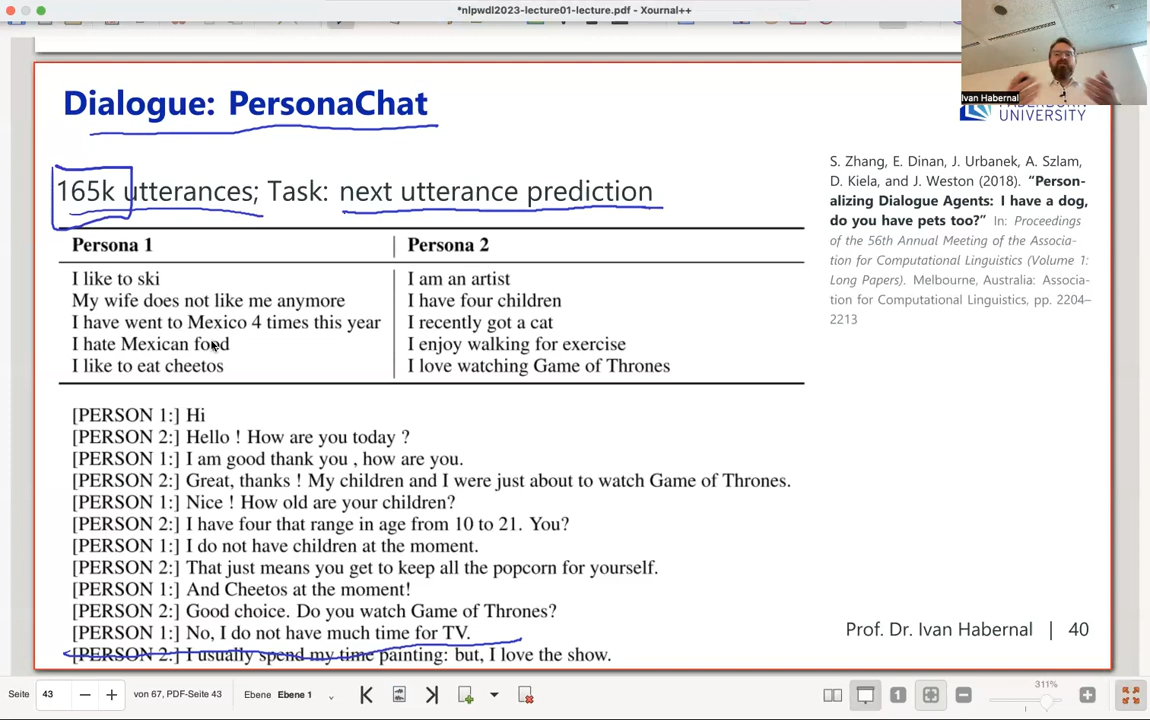 *nlpwdl2023-lecture01-lecture.pdf - Xournal++
Ivan Habernal
UNIVERSITY
Dialogue: PersonaChat
165k utterances; Task: next utterance prediction
Persona 1 Persona 2
I like to ski I am an artist
My wife does not like me anymore I have four children
I have went to Mexico 4 times this year I recently got a cat
I hate Mexican food I enjoy walking for exercise
I like to eat cheetos I love watching Game of Thrones
[PERSON 1:] Hi
[PERSON 2:] Hello ! How are you today ?
[PERSON 1:] I am good thank you , how are you.
[PERSON 2:] Great, thanks ! My children and I were just about to watch Game of Thrones.
[PERSON 1:] Nice ! How old are your children?
[PERSON 2:] I have four that range in age from 10 to 21. You?
[PERSON 1:] I do not have children at the moment.
[PERSON 2:] That just means you get to keep all the popcorn for yourself.
[PERSON 1:] And Cheetos at the moment!
[PERSON 2:] Good choice. Do you watch Game of Thrones?
[PERSON 1:] No, I do not have much time for TV.
[PERSON 2:] I usually spend my time painting: but, I love the show.
S. Zhang, E. Dinan, J. Urbanek, A. Szlam,
D. Kiela, and J. Weston (2018). “Person-
alizing Dialogue Agents: I have a dog,
do you have pets too?” In: Proceedings
of the 56th Annual Meeting of the Associa-
tion for Computational Linguistics (Volume 1:
Long Papers). Melbourne, Australia: Associa-
tion for Computational Linguistics, pp. 2204–
2213
Prof. Dr. Ivan Habernal | 40
Seite 43 von 67, PDF-Seite 43 Ebene Ebene 1 1 311%